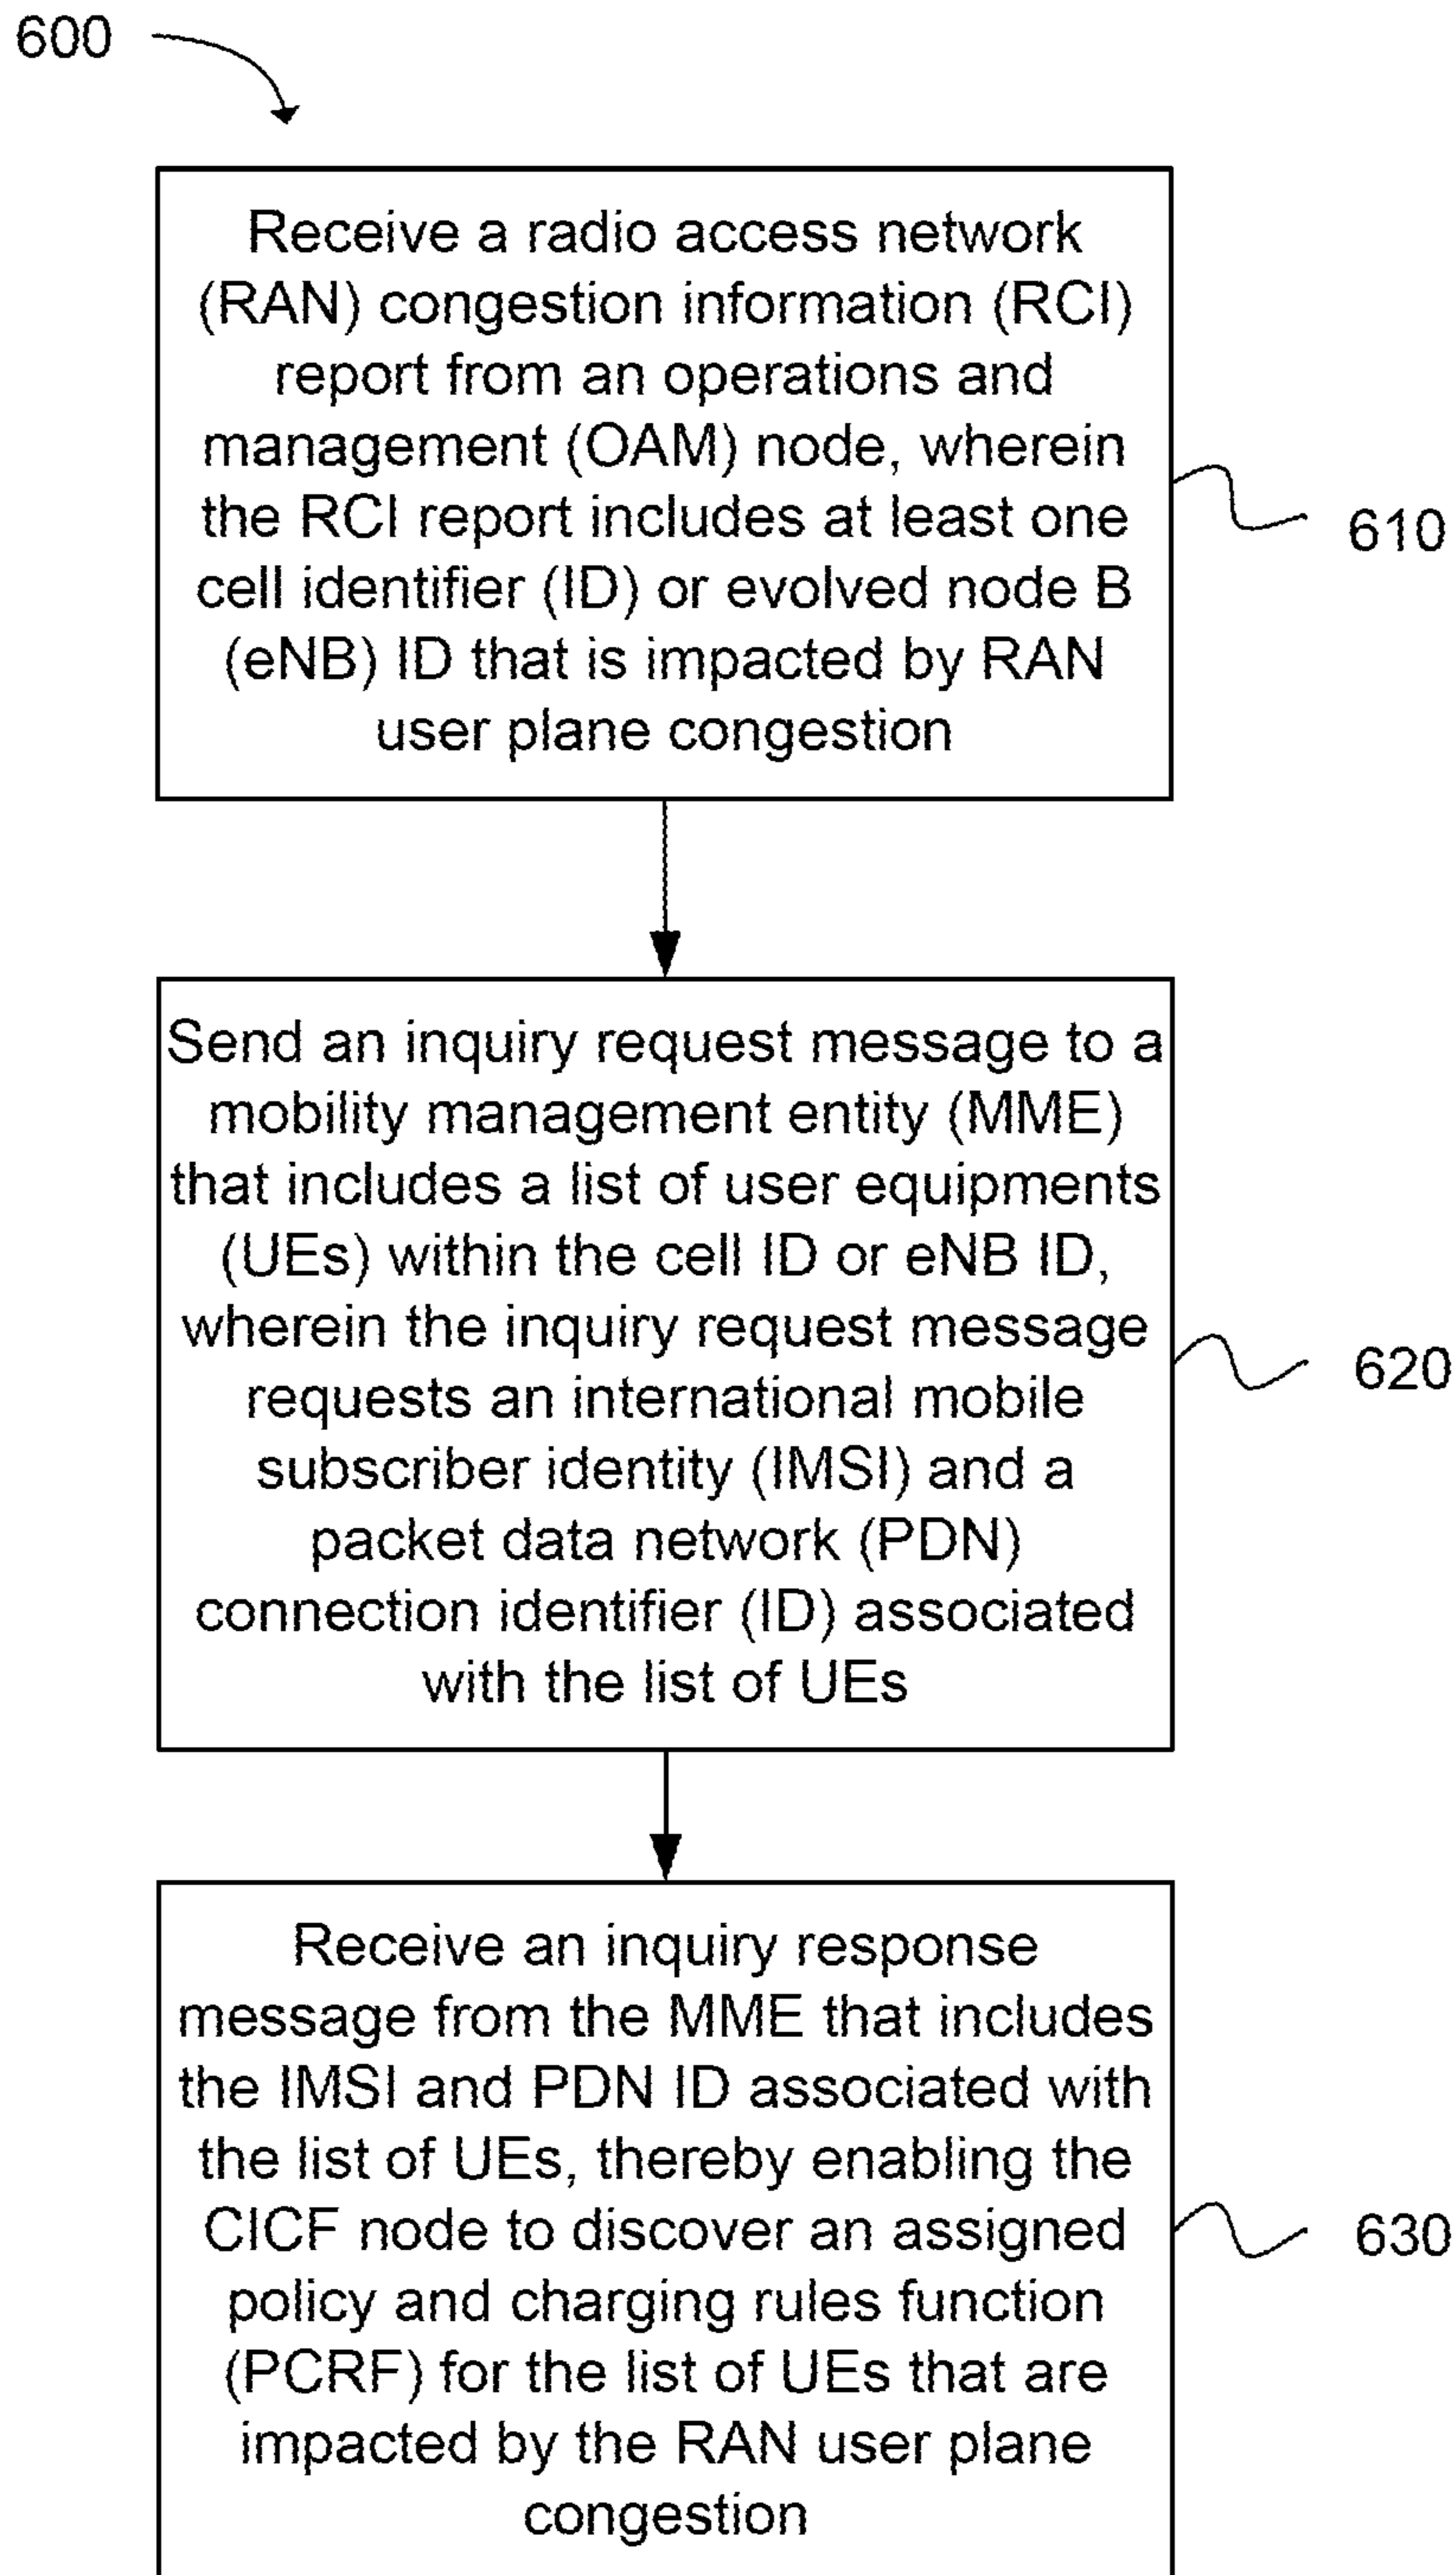 600
Receive a radio access network
(RAN) congestion information (RCI)
report from an operations and
management (OAM) node, wherein
the RCI report includes at least one
cell identifier (ID) or evolved node B
(eNB) ID that is impacted by RAN
user plane congestion
610
Send an inquiry request message to a
mobility management entity (MME)
that includes a list of user equipments
(UEs) within the cell ID or eNB ID,
wherein the inquiry request message
requests an international mobile
subscriber identity (IMSI) and a
packet data network (PDN)
connection identifier (ID) associated
with the list of UEs
620
Receive an inquiry response
message from the MME that includes
the IMSI and PDN ID associated with
the list of UEs, thereby enabling the
CICF node to discover an assigned
policy and charging rules function
(PCRF) for the list of UEs that are
impacted by the RAN user plane
congestion
630